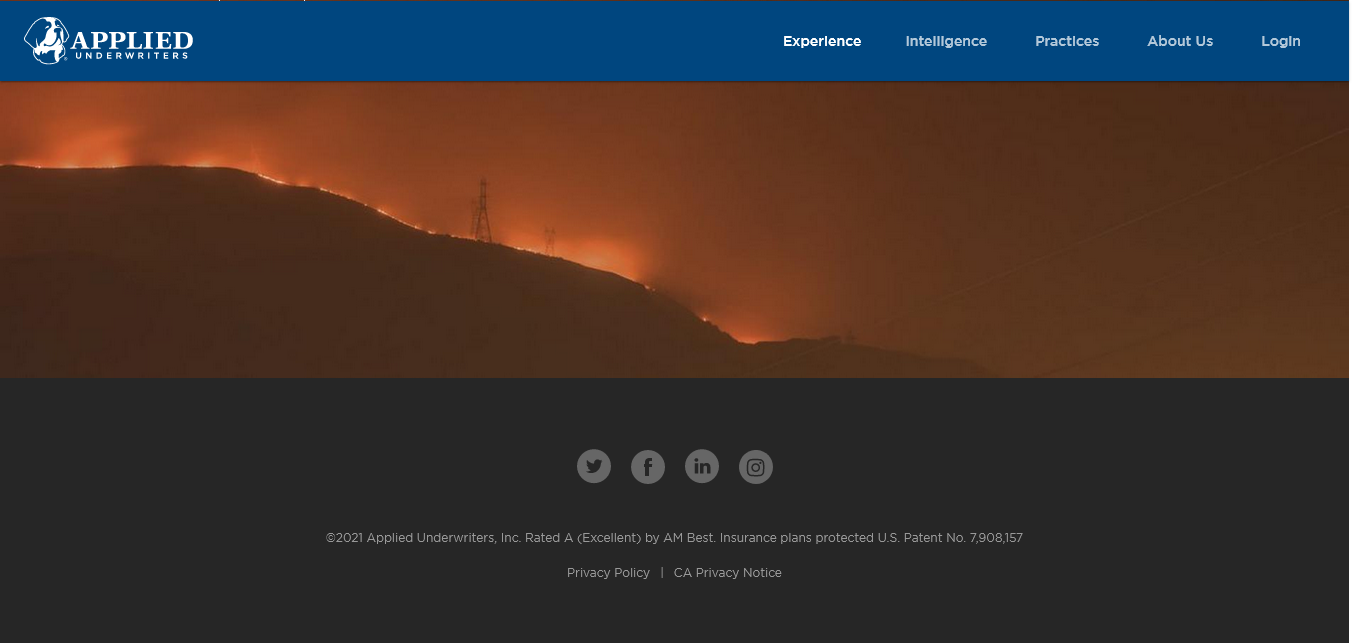 APPLIED
UNDERWRITERS
Experience
Intelligence
Practices
About Us
Login
©2021 Applied Underwriters, Inc. Rated A (Excellent) by AM Best. Insurance plans protected U.S. Patent No. 7,908,157
Privacy Policy | CA Privacy Notice